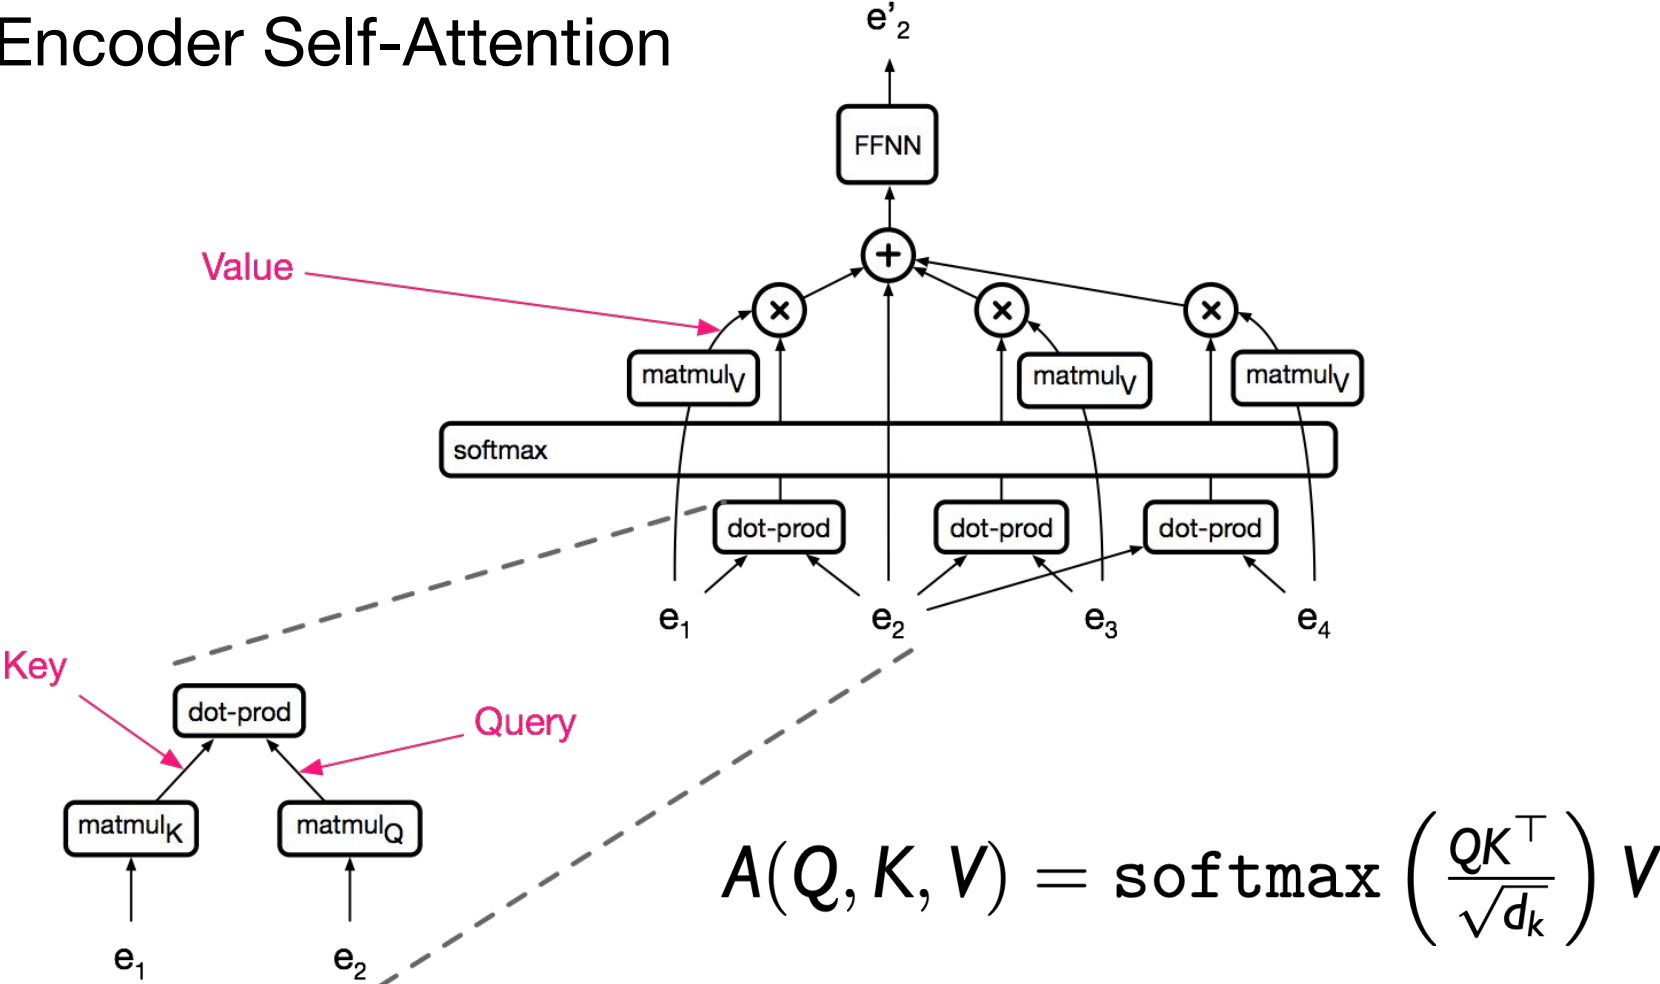 Encoder Self-Attention
e'₂
FFNN
+
Value
× × ×
matmulV matmulV matmulV
softmax
dot-prod dot-prod dot-prod
e₁ e₂ e₃ e₄
Key
dot-prod
Query
matmulK matmulQ
e₁ e₂
A(Q, K, V) = softmax (QK⊤ / √dₖ) V